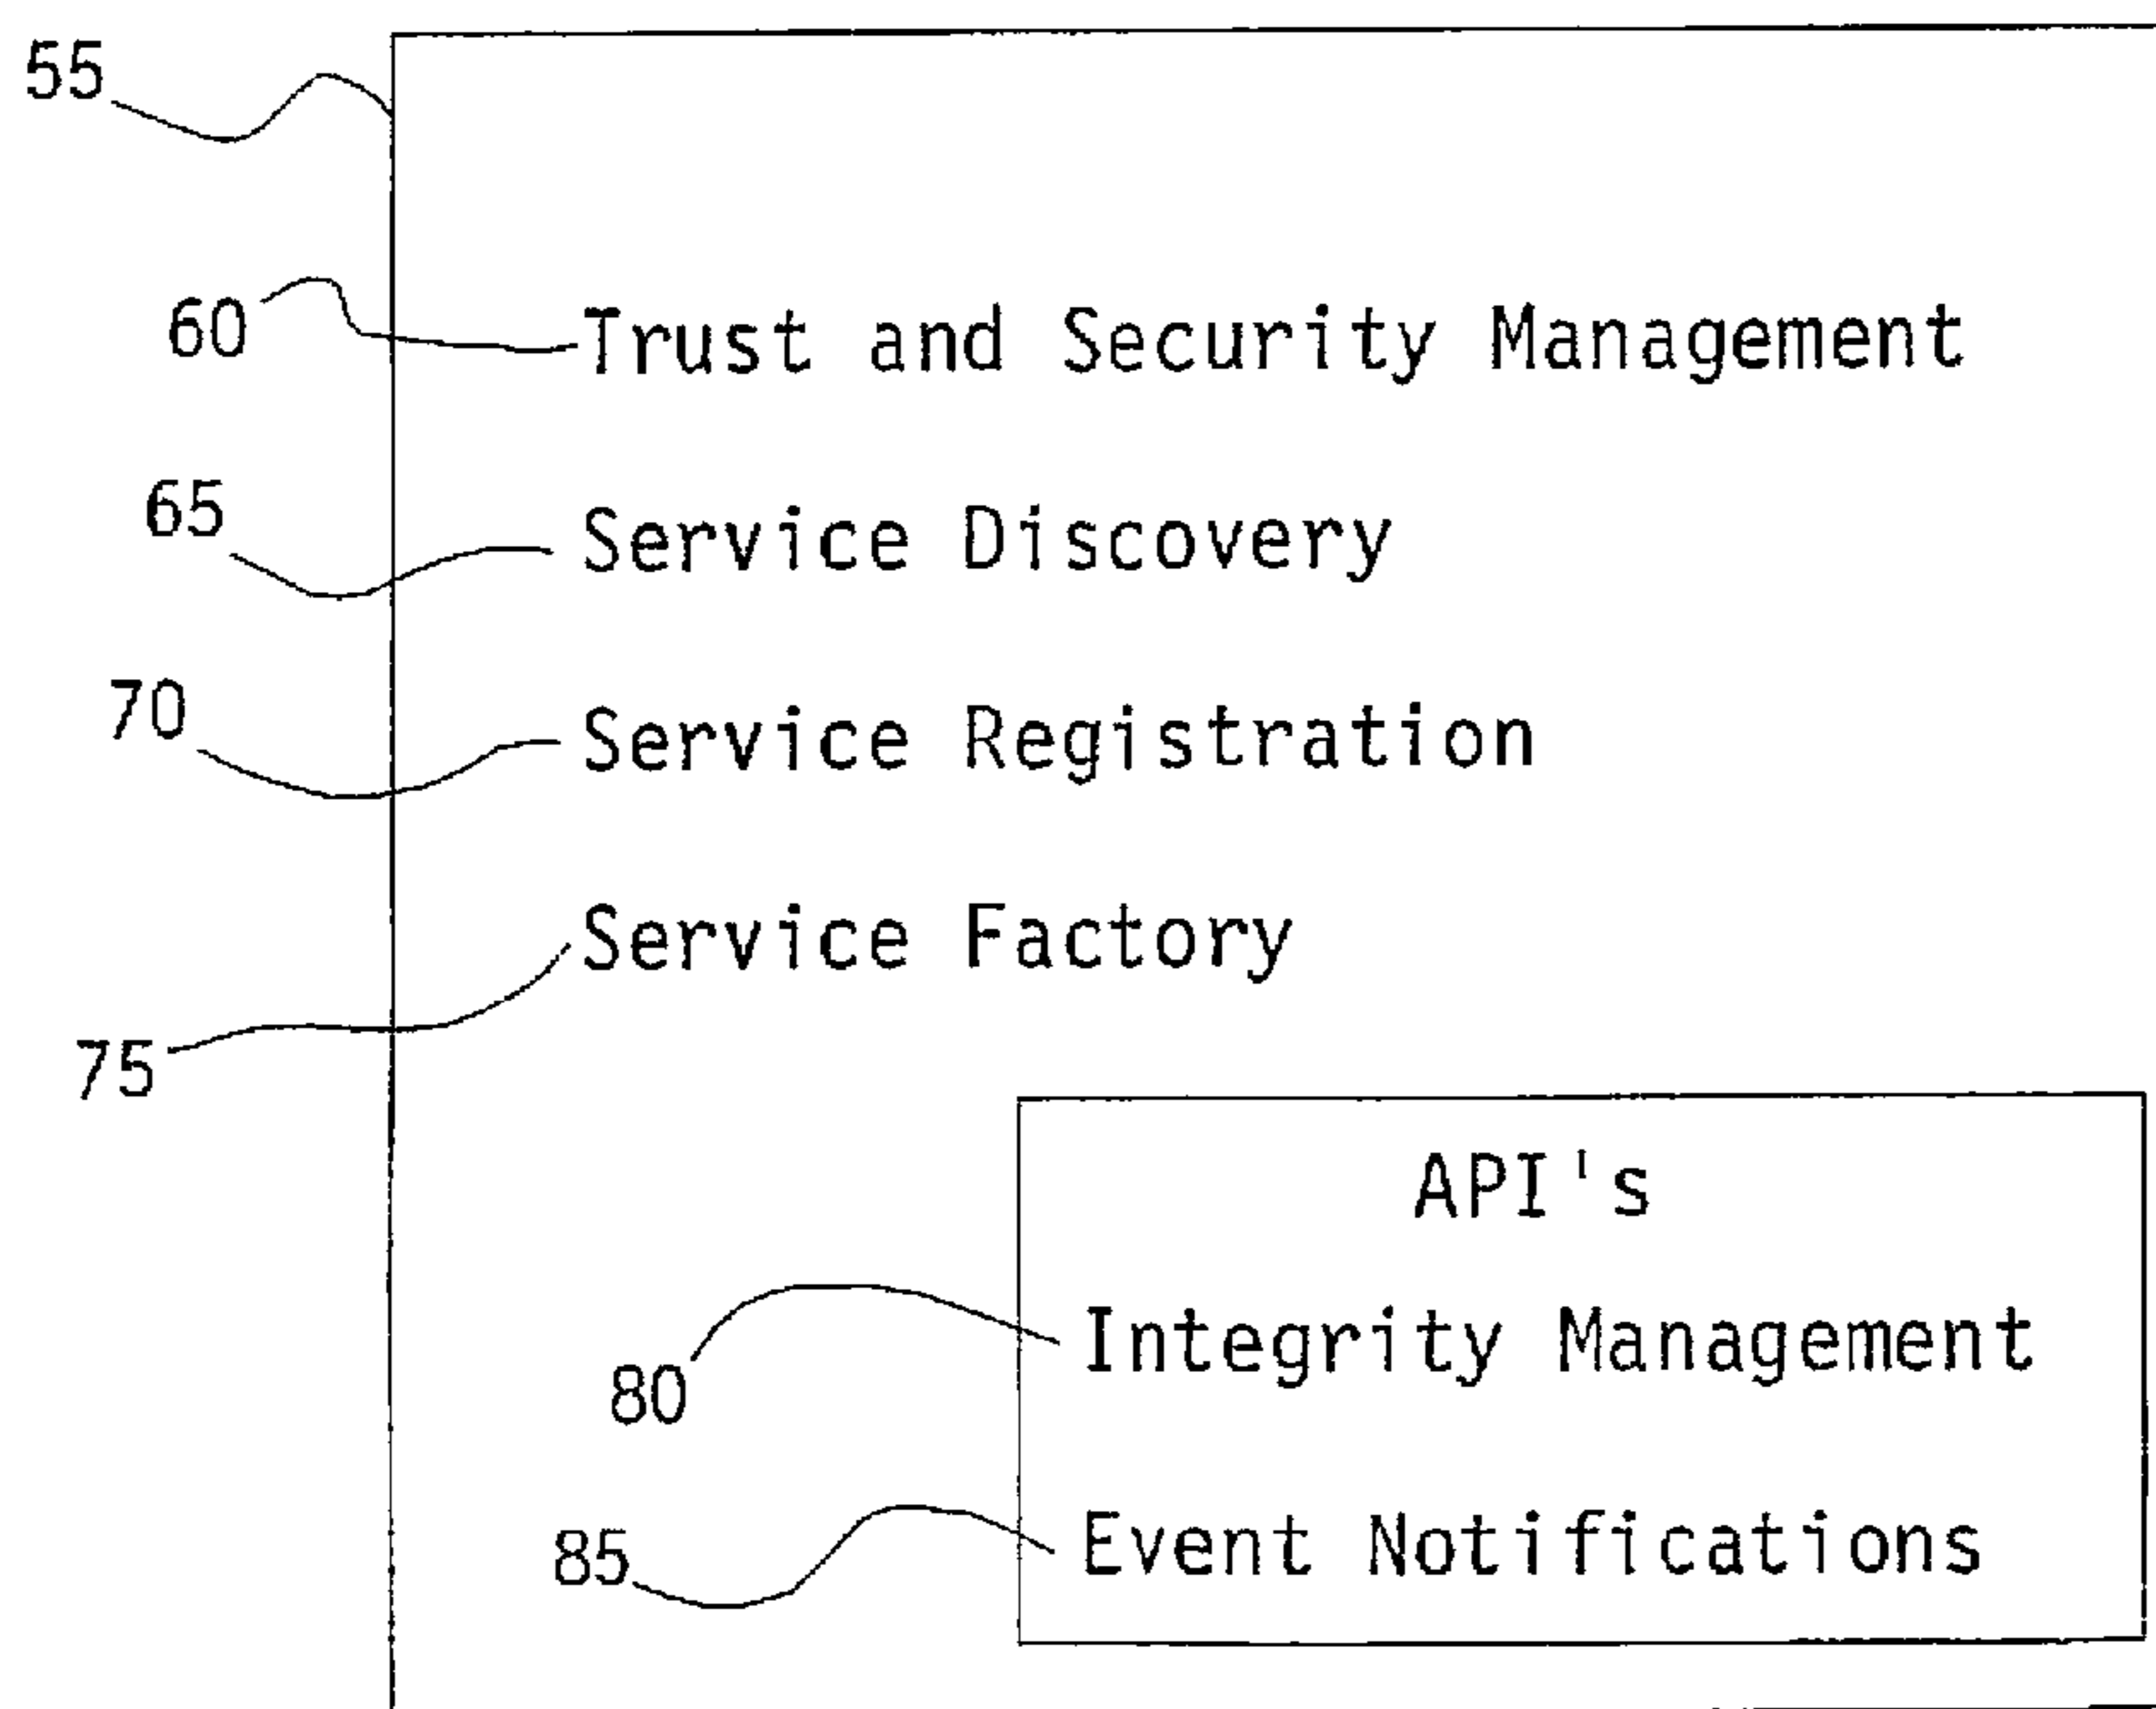 55
60 Trust and Security Management
65 Service Discovery
70 Service Registration
Service Factory
75
API's
Integrity Management
80
Event Notifications
85